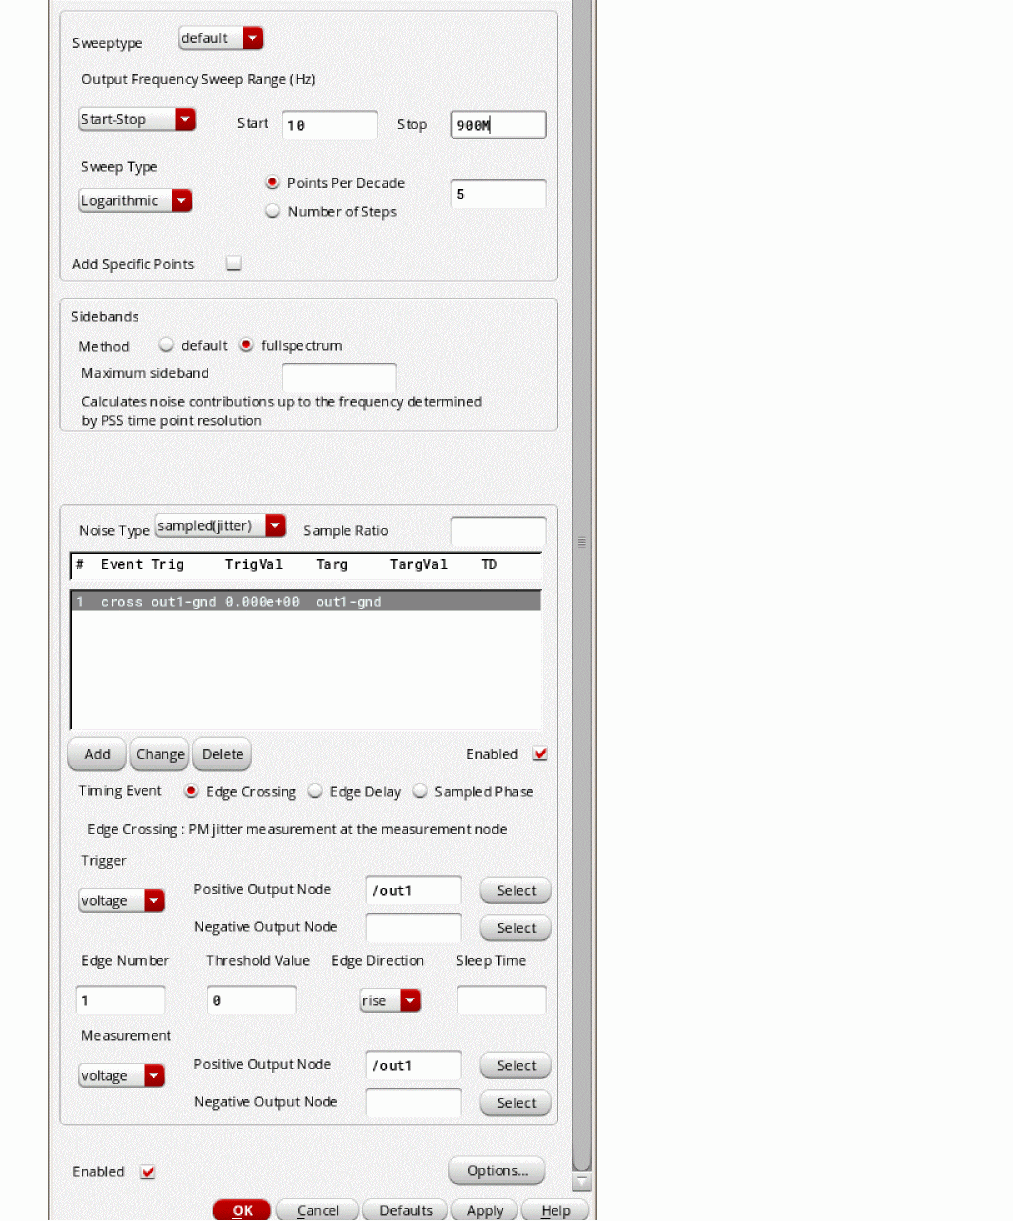 Sweeptype default
Output Frequency Sweep Range (Hz)
Start-Stop Start 10 Stop 900M
Sweep Type
Logarithmic Points Per Decade 5
Number of Steps
Add Specific Points
Sidebands
Method default fullspectrum
Maximum sideband
Calculates noise contributions up to the frequency determined
by PSS time point resolution
Noise Type sampled(jitter) Sample Ratio
# Event Trig TrigVal Targ TargVal TD
1 cross out1-gnd 0.000e+00 out1-gnd
Add Change Delete Enabled
Timing Event Edge Crossing Edge Delay Sampled Phase
Edge Crossing : PM jitter measurement at the measurement node
Trigger
voltage Positive Output Node /out1 Select
Negative Output Node Select
Edge Number Threshold Value Edge Direction Sleep Time
1 0 rise
Measurement
voltage Positive Output Node /out1 Select
Negative Output Node Select
Enabled Options...
OK Cancel Defaults Apply Help